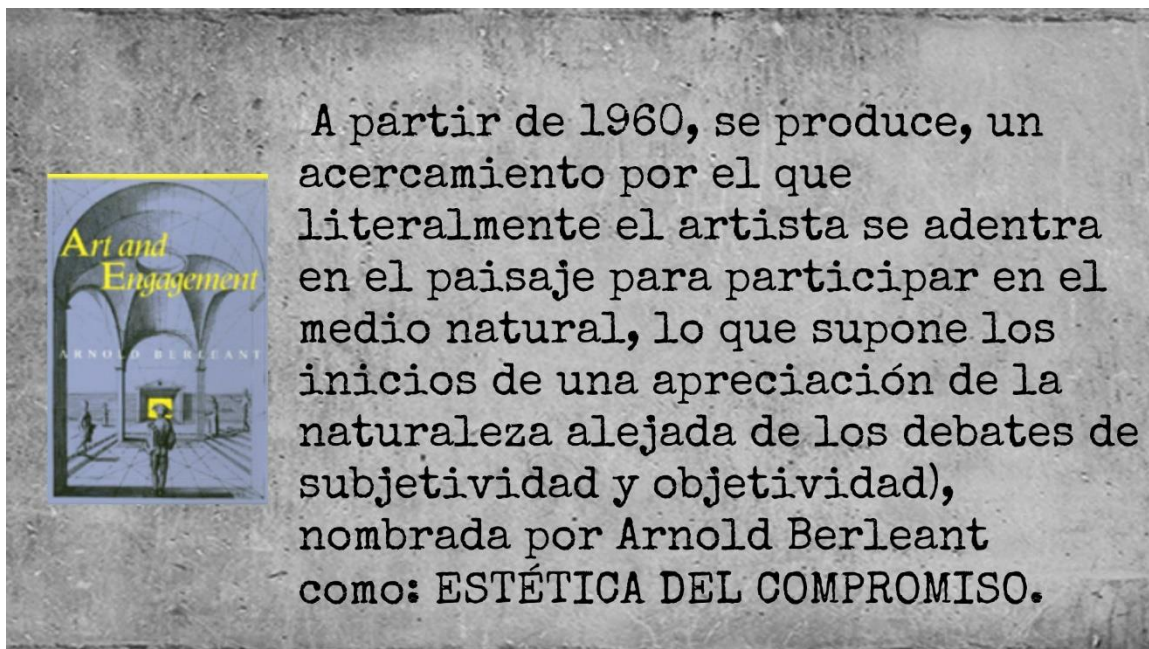 Art and
Engagement
ARNOLD BERLEANT
A partir de 1960, se produce, un
acercamiento por el que
literalmente el artista se adentra
en el paisaje para participar en el
medio natural, lo que supone los
inicios de una apreciación de la
naturaleza alejada de los debates de
subjetividad y objetividad),
nombrada por Arnold Berleant
como: ESTÉTICA DEL COMPROMISO.